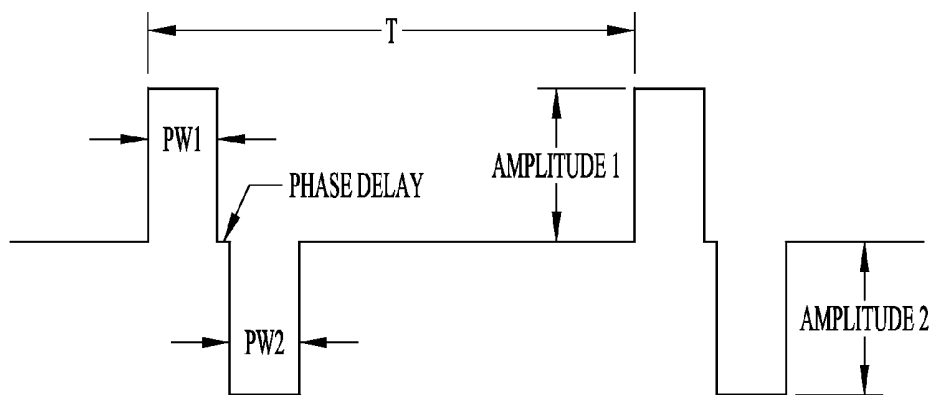 T
PW1
AMPLITUDE 1
PHASE DELAY
PW2
AMPLITUDE 2